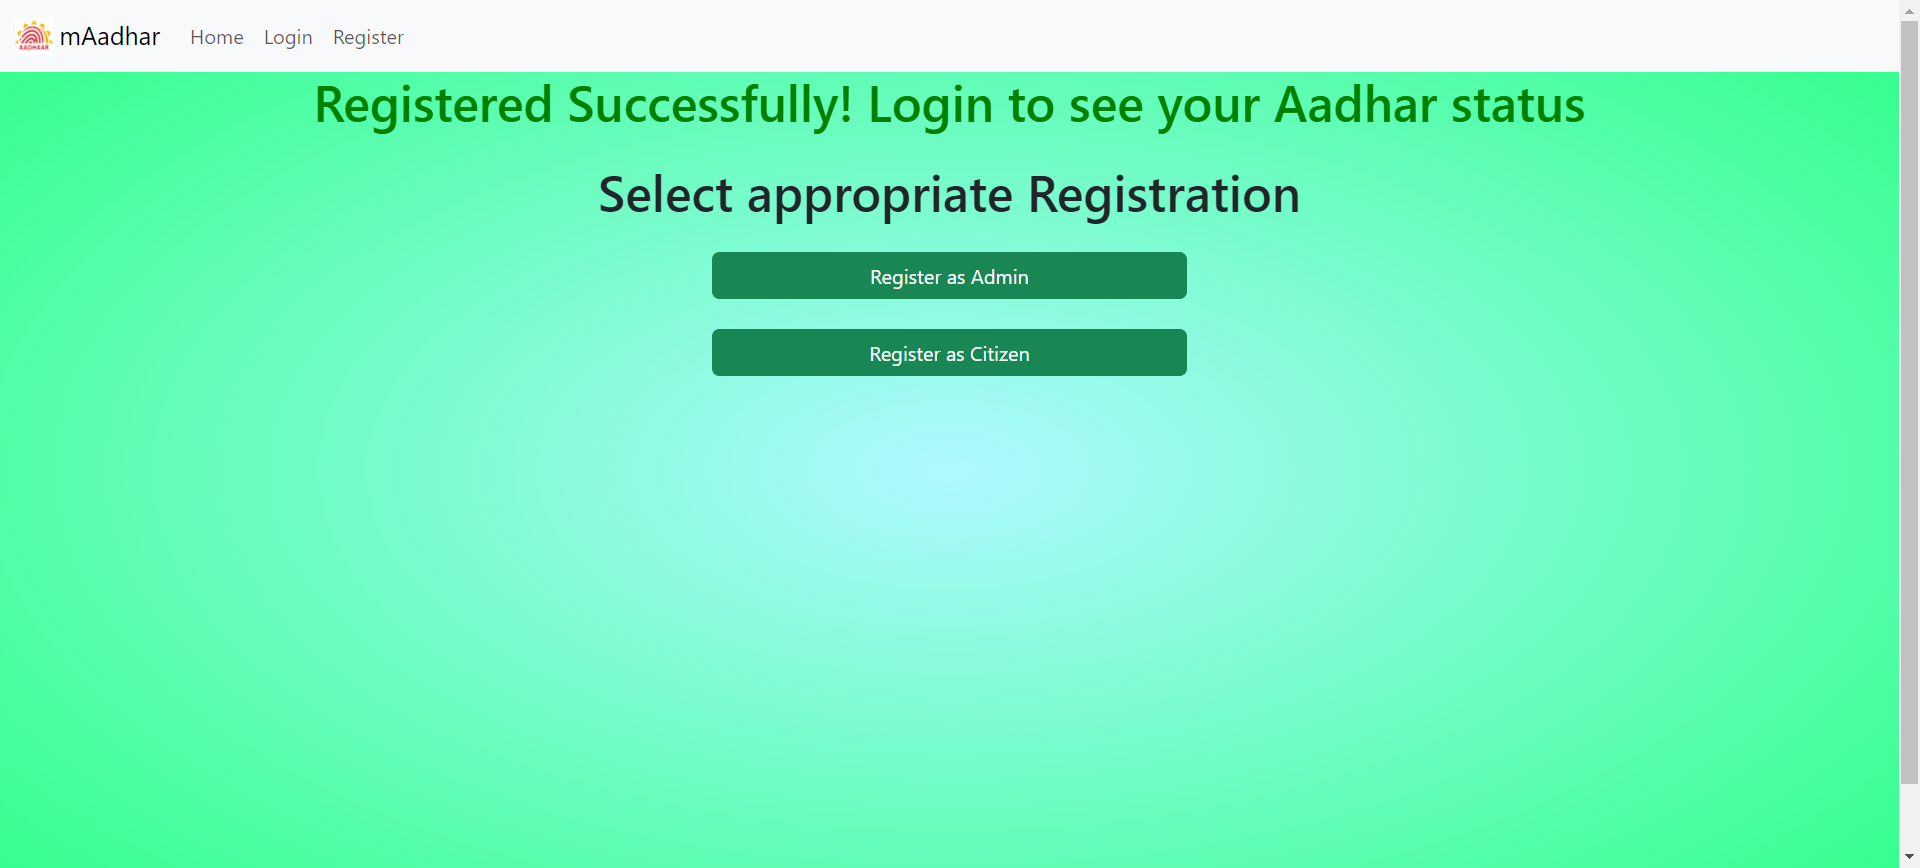 AADHAAR
mAadhar Home Login Register
Registered Successfully! Login to see your Aadhar status
Select appropriate Registration
Register as Admin
Register as Citizen